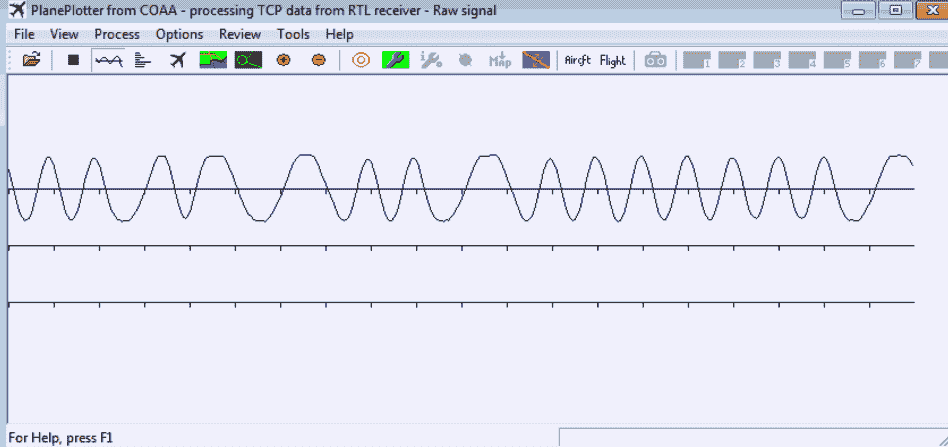 PlanePlotter from COAA - processing TCP data from RTL receiver - Raw signal
File View Process Options Review Tools Help
Map Aircft Flight 1 2 3 4 5 6 7
For Help, press F1